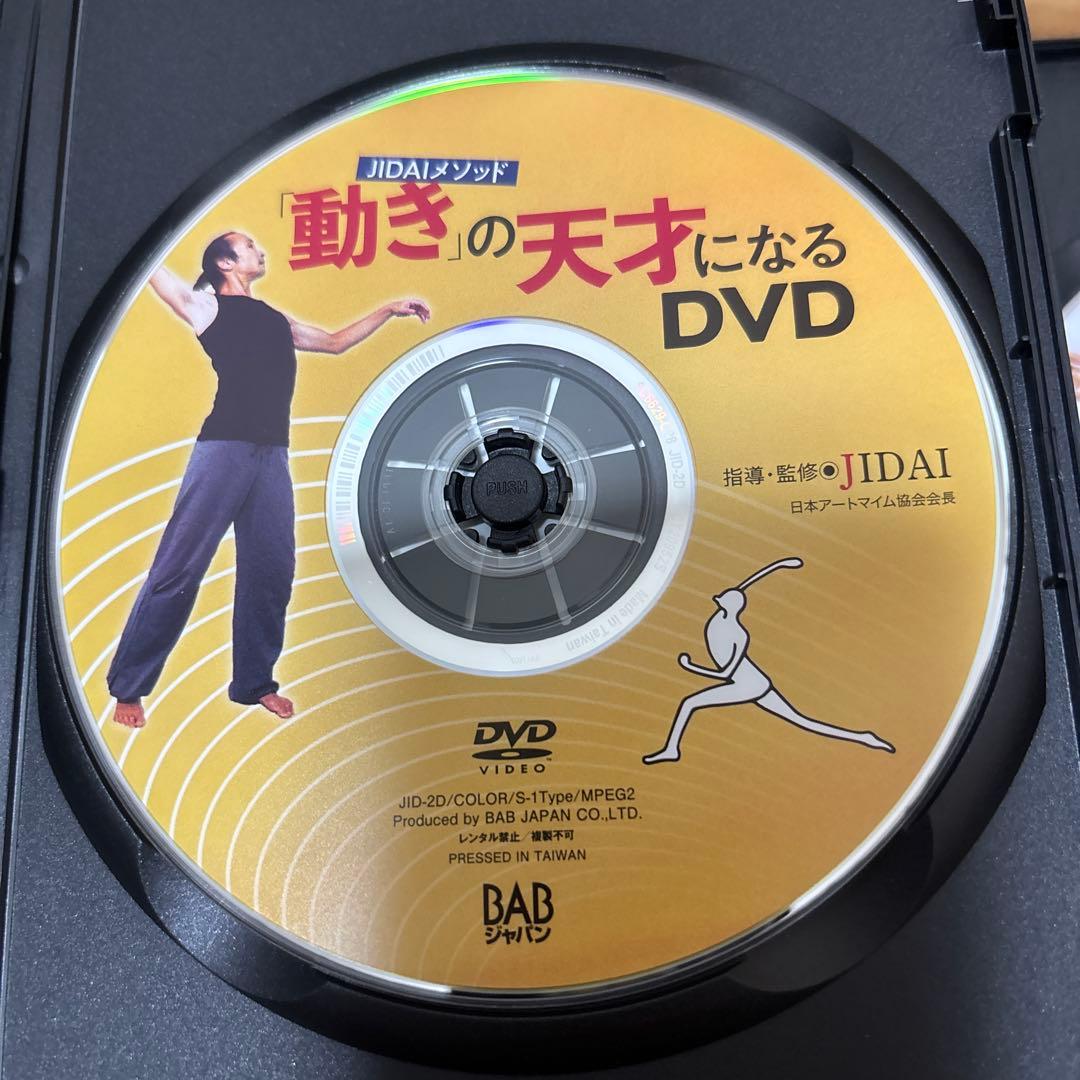 JIDAIメソッド
「動き」の天才になる
DVD
指導・監修◉JIDAI
日本アートマイム協会会長
PUSH
JID-2D
Made in Taiwan
DVD
VIDEO
JID-2D/COLOR/S-1Type/MPEG2
Produced by BAB JAPAN CO.,LTD.
レンタル禁止/複製不可
PRESSED IN TAIWAN
BAB
ジャパン